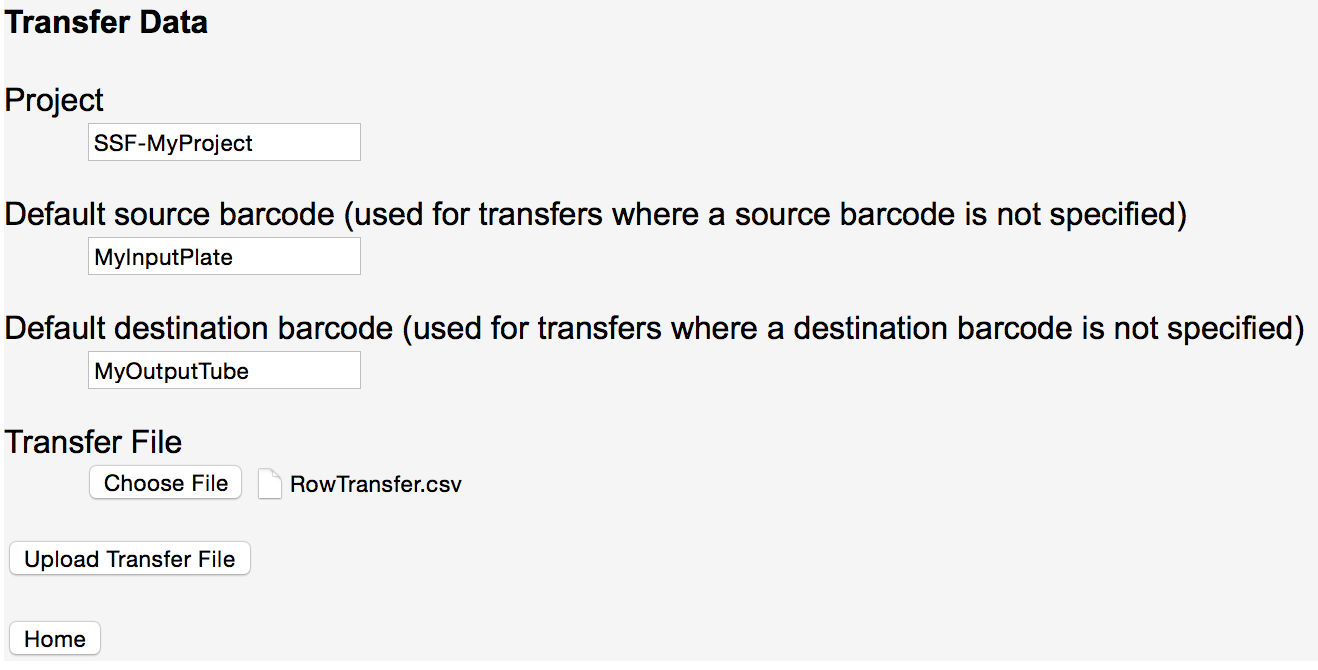 Transfer Data
Project
SSF-MyProject
Default source barcode (used for transfers where a source barcode is not specified)
MyInputPlate
Default destination barcode (used for transfers where a destination barcode is not specified)
MyOutputTube
Transfer File
Choose File RowTransfer.csv
Upload Transfer File
Home